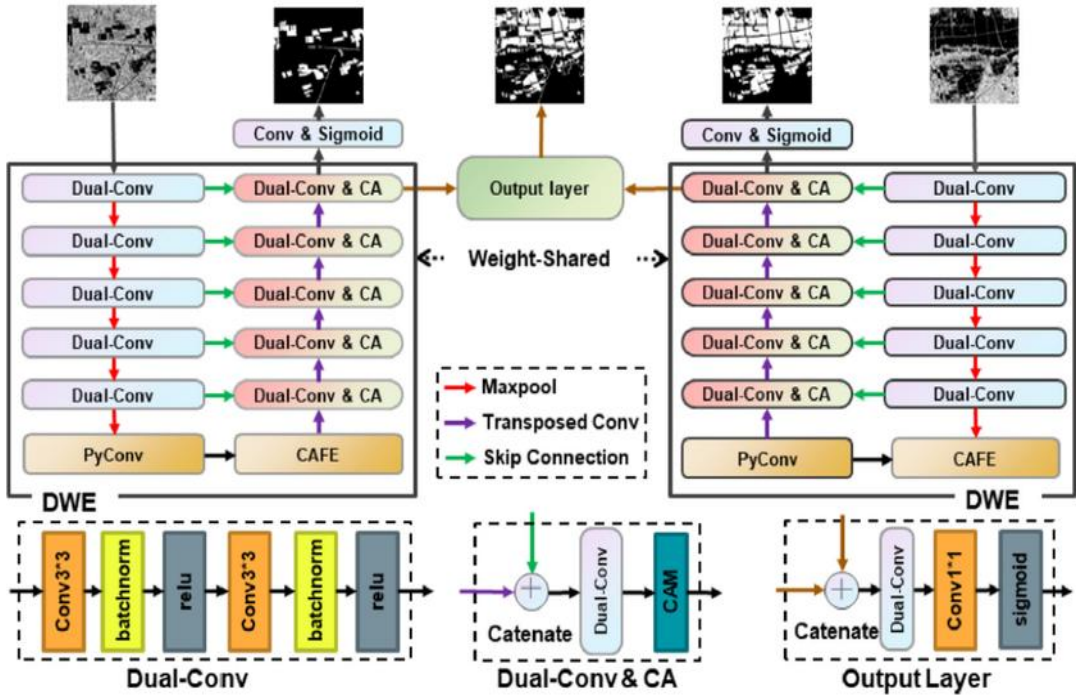 Conv & Sigmoid
Conv & Sigmoid
Dual-Conv
Dual-Conv & CA
Output layer
Dual-Conv & CA
Dual-Conv
Dual-Conv
Dual-Conv & CA
Weight-Shared
Dual-Conv & CA
Dual-Conv
Dual-Conv
Dual-Conv & CA
Dual-Conv & CA
Dual-Conv
Dual-Conv
Dual-Conv & CA
Dual-Conv & CA
Dual-Conv
Dual-Conv
Dual-Conv & CA
Dual-Conv & CA
Dual-Conv
Maxpool
Transposed Conv
Skip Connection
PyConv
CAFE
PyConv
CAFE
DWE
DWE
Conv3*3
batchnorm
relu
Conv3*3
batchnorm
relu
Dual-Conv
Catenate
Dual-Conv
CAM
Dual-Conv & CA
Catenate
Dual-Conv
Conv1*1
sigmoid
Output Layer